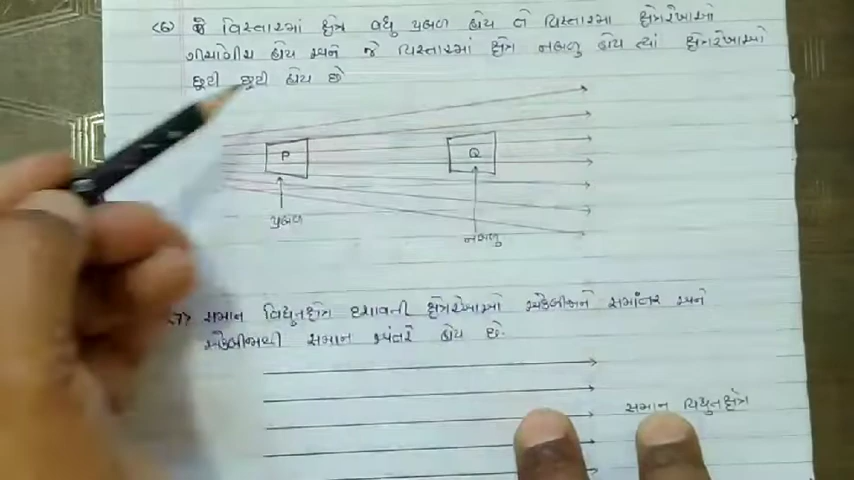 (6) જે વિસ્તારમાં ક્ષેત્ર વધુ પ્રબળ હોય તે વિસ્તારમાં ક્ષેત્રરેખાઓ
ગીચોગીચ હોય અને જે વિસ્તારમાં ક્ષેત્ર નબળુ હોય ત્યાં ક્ષેત્રરેખાઓ
છૂટી છૂટી હોય છે
P
Q
પ્રબળ
નબળુ
(7) સમાન વિદ્યુતક્ષેત્ર દર્શાવતી ક્ષેત્રરેખાઓ એકબીજાને સમાંતર અને
એકબીજાથી સમાન અંતરે હોય છે.
સમાન વિદ્યુતક્ષેત્ર